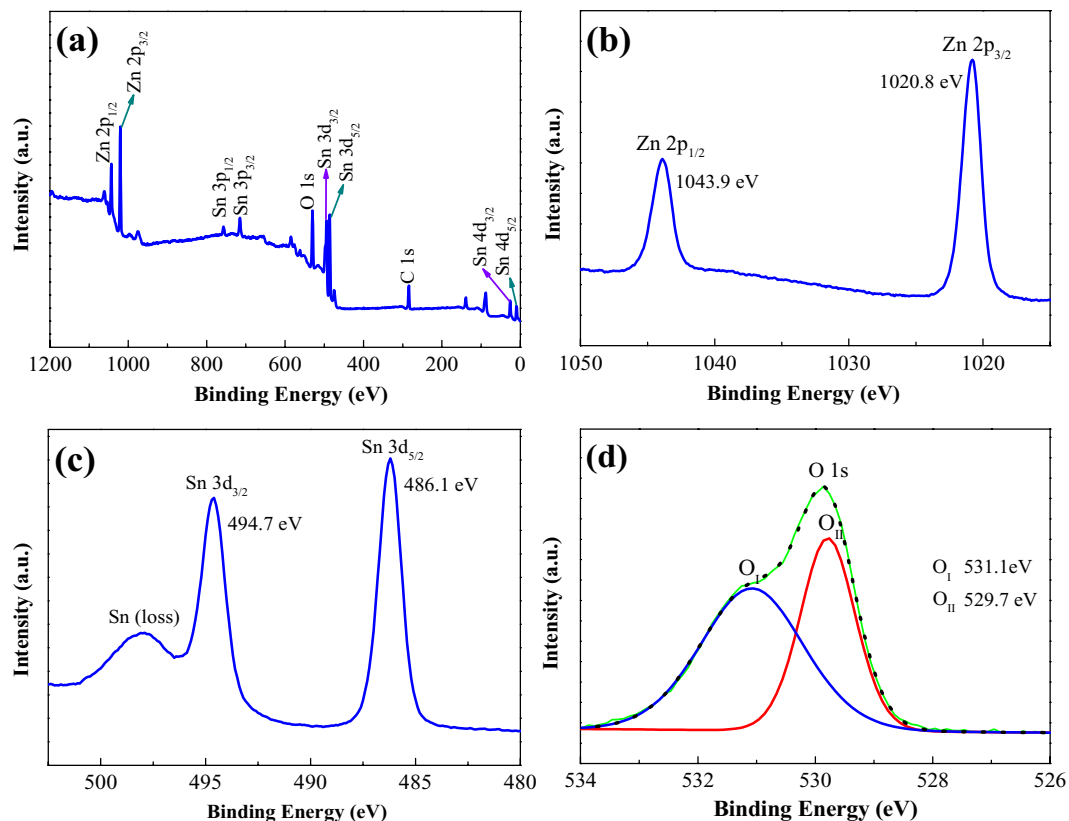 (a)
Zn 2p1/2
Zn 2p3/2
Sn 3p1/2
Sn 3p3/2
O 1s
Sn 3d3/2
Sn 3d5/2
C 1s
Sn 4d3/2
Sn 4d5/2
Intensity (a.u.)
1200 1000 800 600 400 200 0
Binding Energy (eV)
(b)
Zn 2p3/2
1020.8 eV
Zn 2p1/2
1043.9 eV
Intensity (a.u.)
1050 1040 1030 1020
Binding Energy (eV)
(c)
Sn 3d5/2
486.1 eV
Sn 3d3/2
494.7 eV
Sn (loss)
Intensity (a.u.)
500 495 490 485 480
Binding Energy (eV)
(d)
O 1s
OII
OI
OI 531.1eV
OII 529.7 eV
Intensity (a.u.)
534 532 530 528 526
Binding Energy (eV)